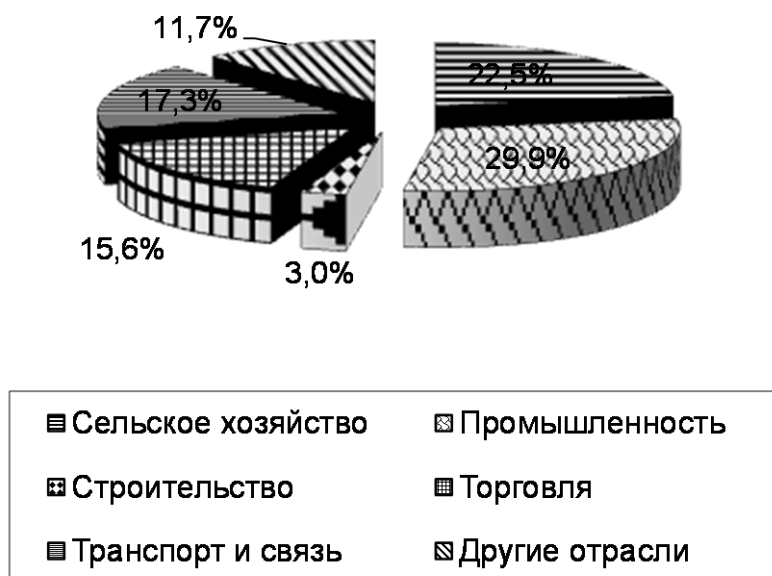 11,7%
22,5%
17,3%
29,9%
15,6%
3,0%
Сельское хозяйство
Промышленность
Строительство
Торговля
Транспорт и связь
Другие отрасли